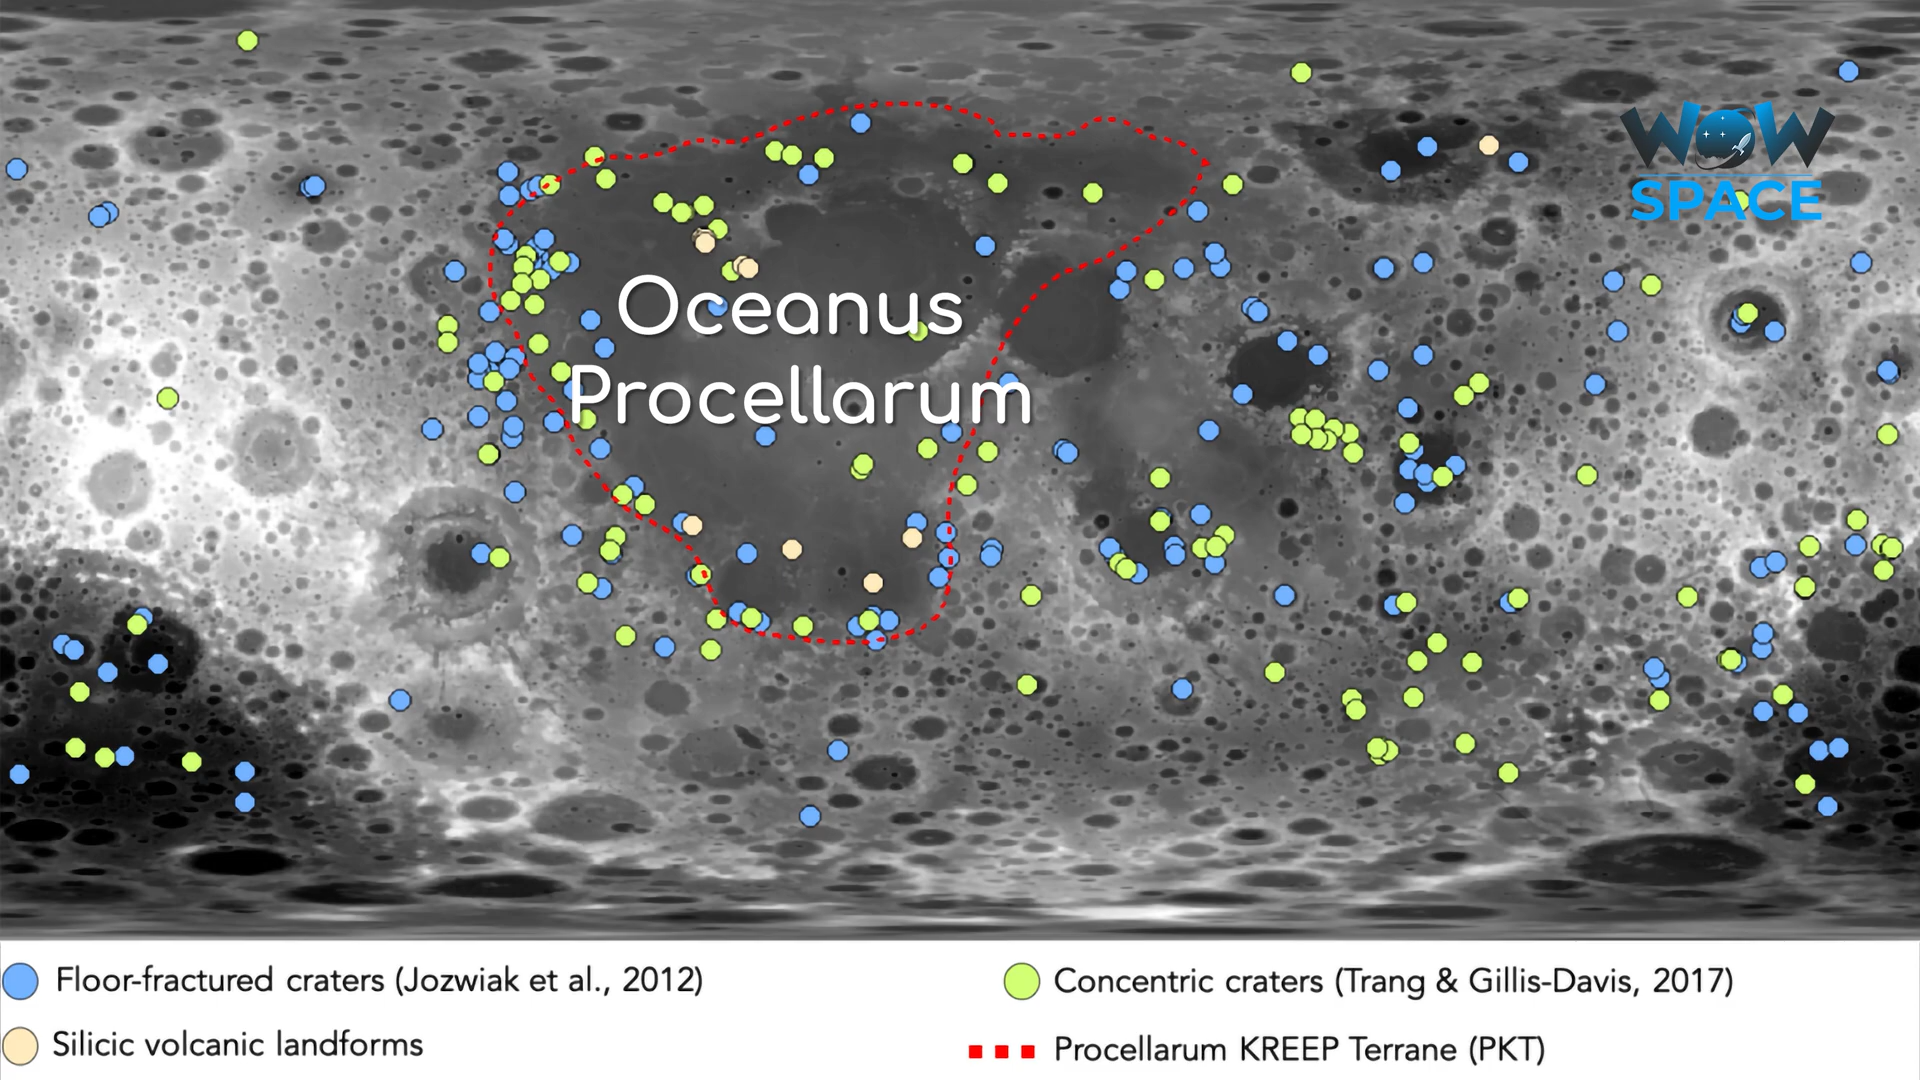 WOW
SPACE
Oceanus
Procellarum
Floor-fractured craters (Jozwiak et al., 2012)
Concentric craters (Trang & Gillis-Davis, 2017)
Silicic volcanic landforms
Procellarum KREEP Terrane (PKT)